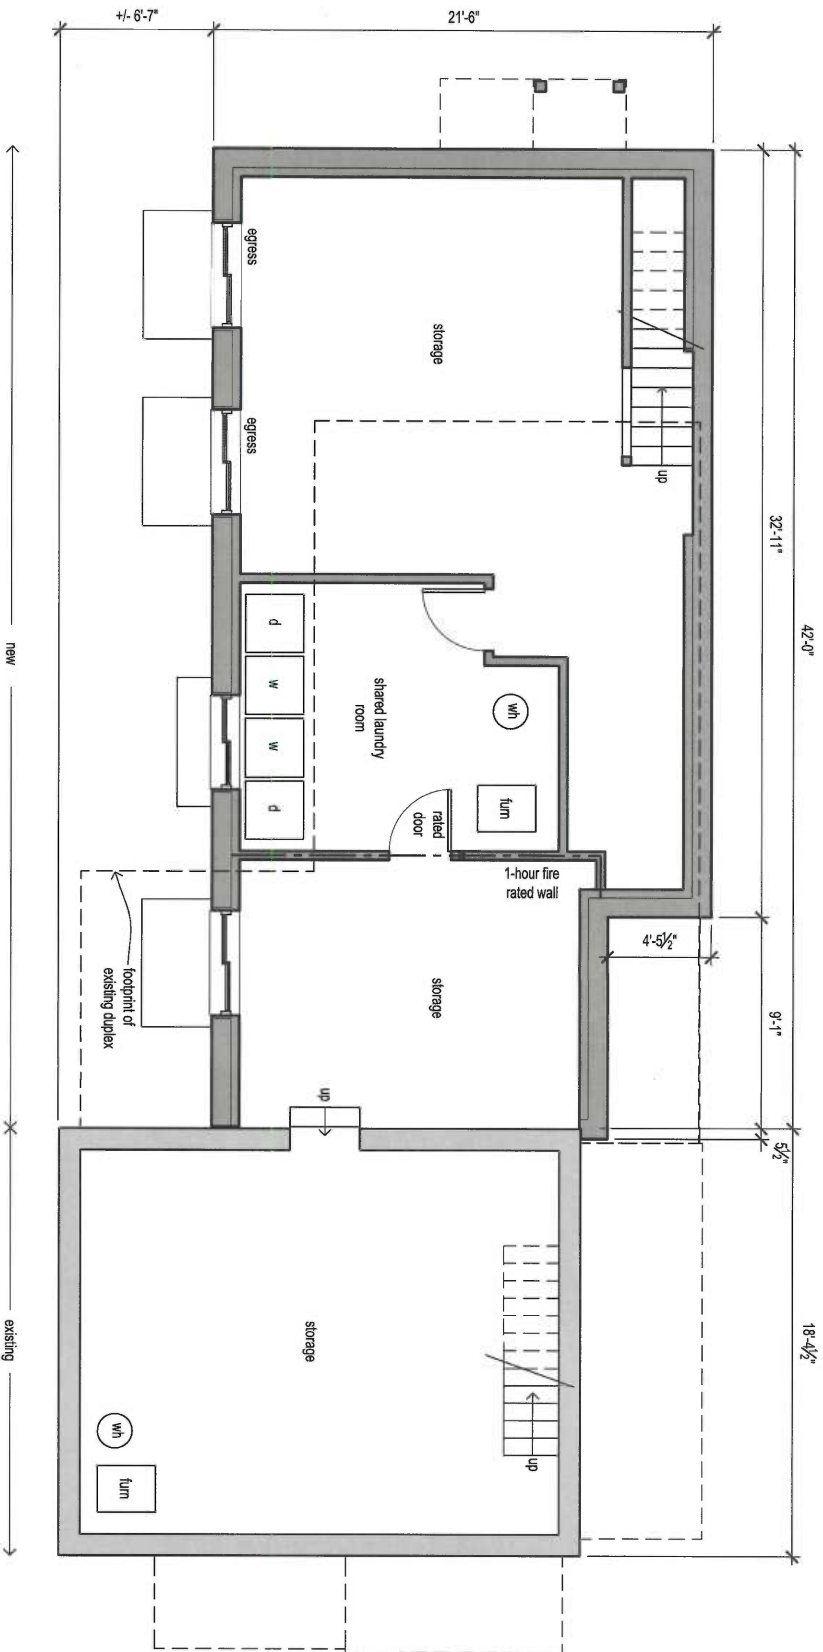 +/- 6'-7"
21'-6"
42'-0"
32'-11"
9'-1"
5½"
18'-4½"
4'-5½"
egress
egress
storage
up
d
w
w
d
shared laundry
room
wh
furn
rated
door
1-hour fire
rated wall
storage
footprint of
existing duplex
up
storage
up
wh
furn
new
existing